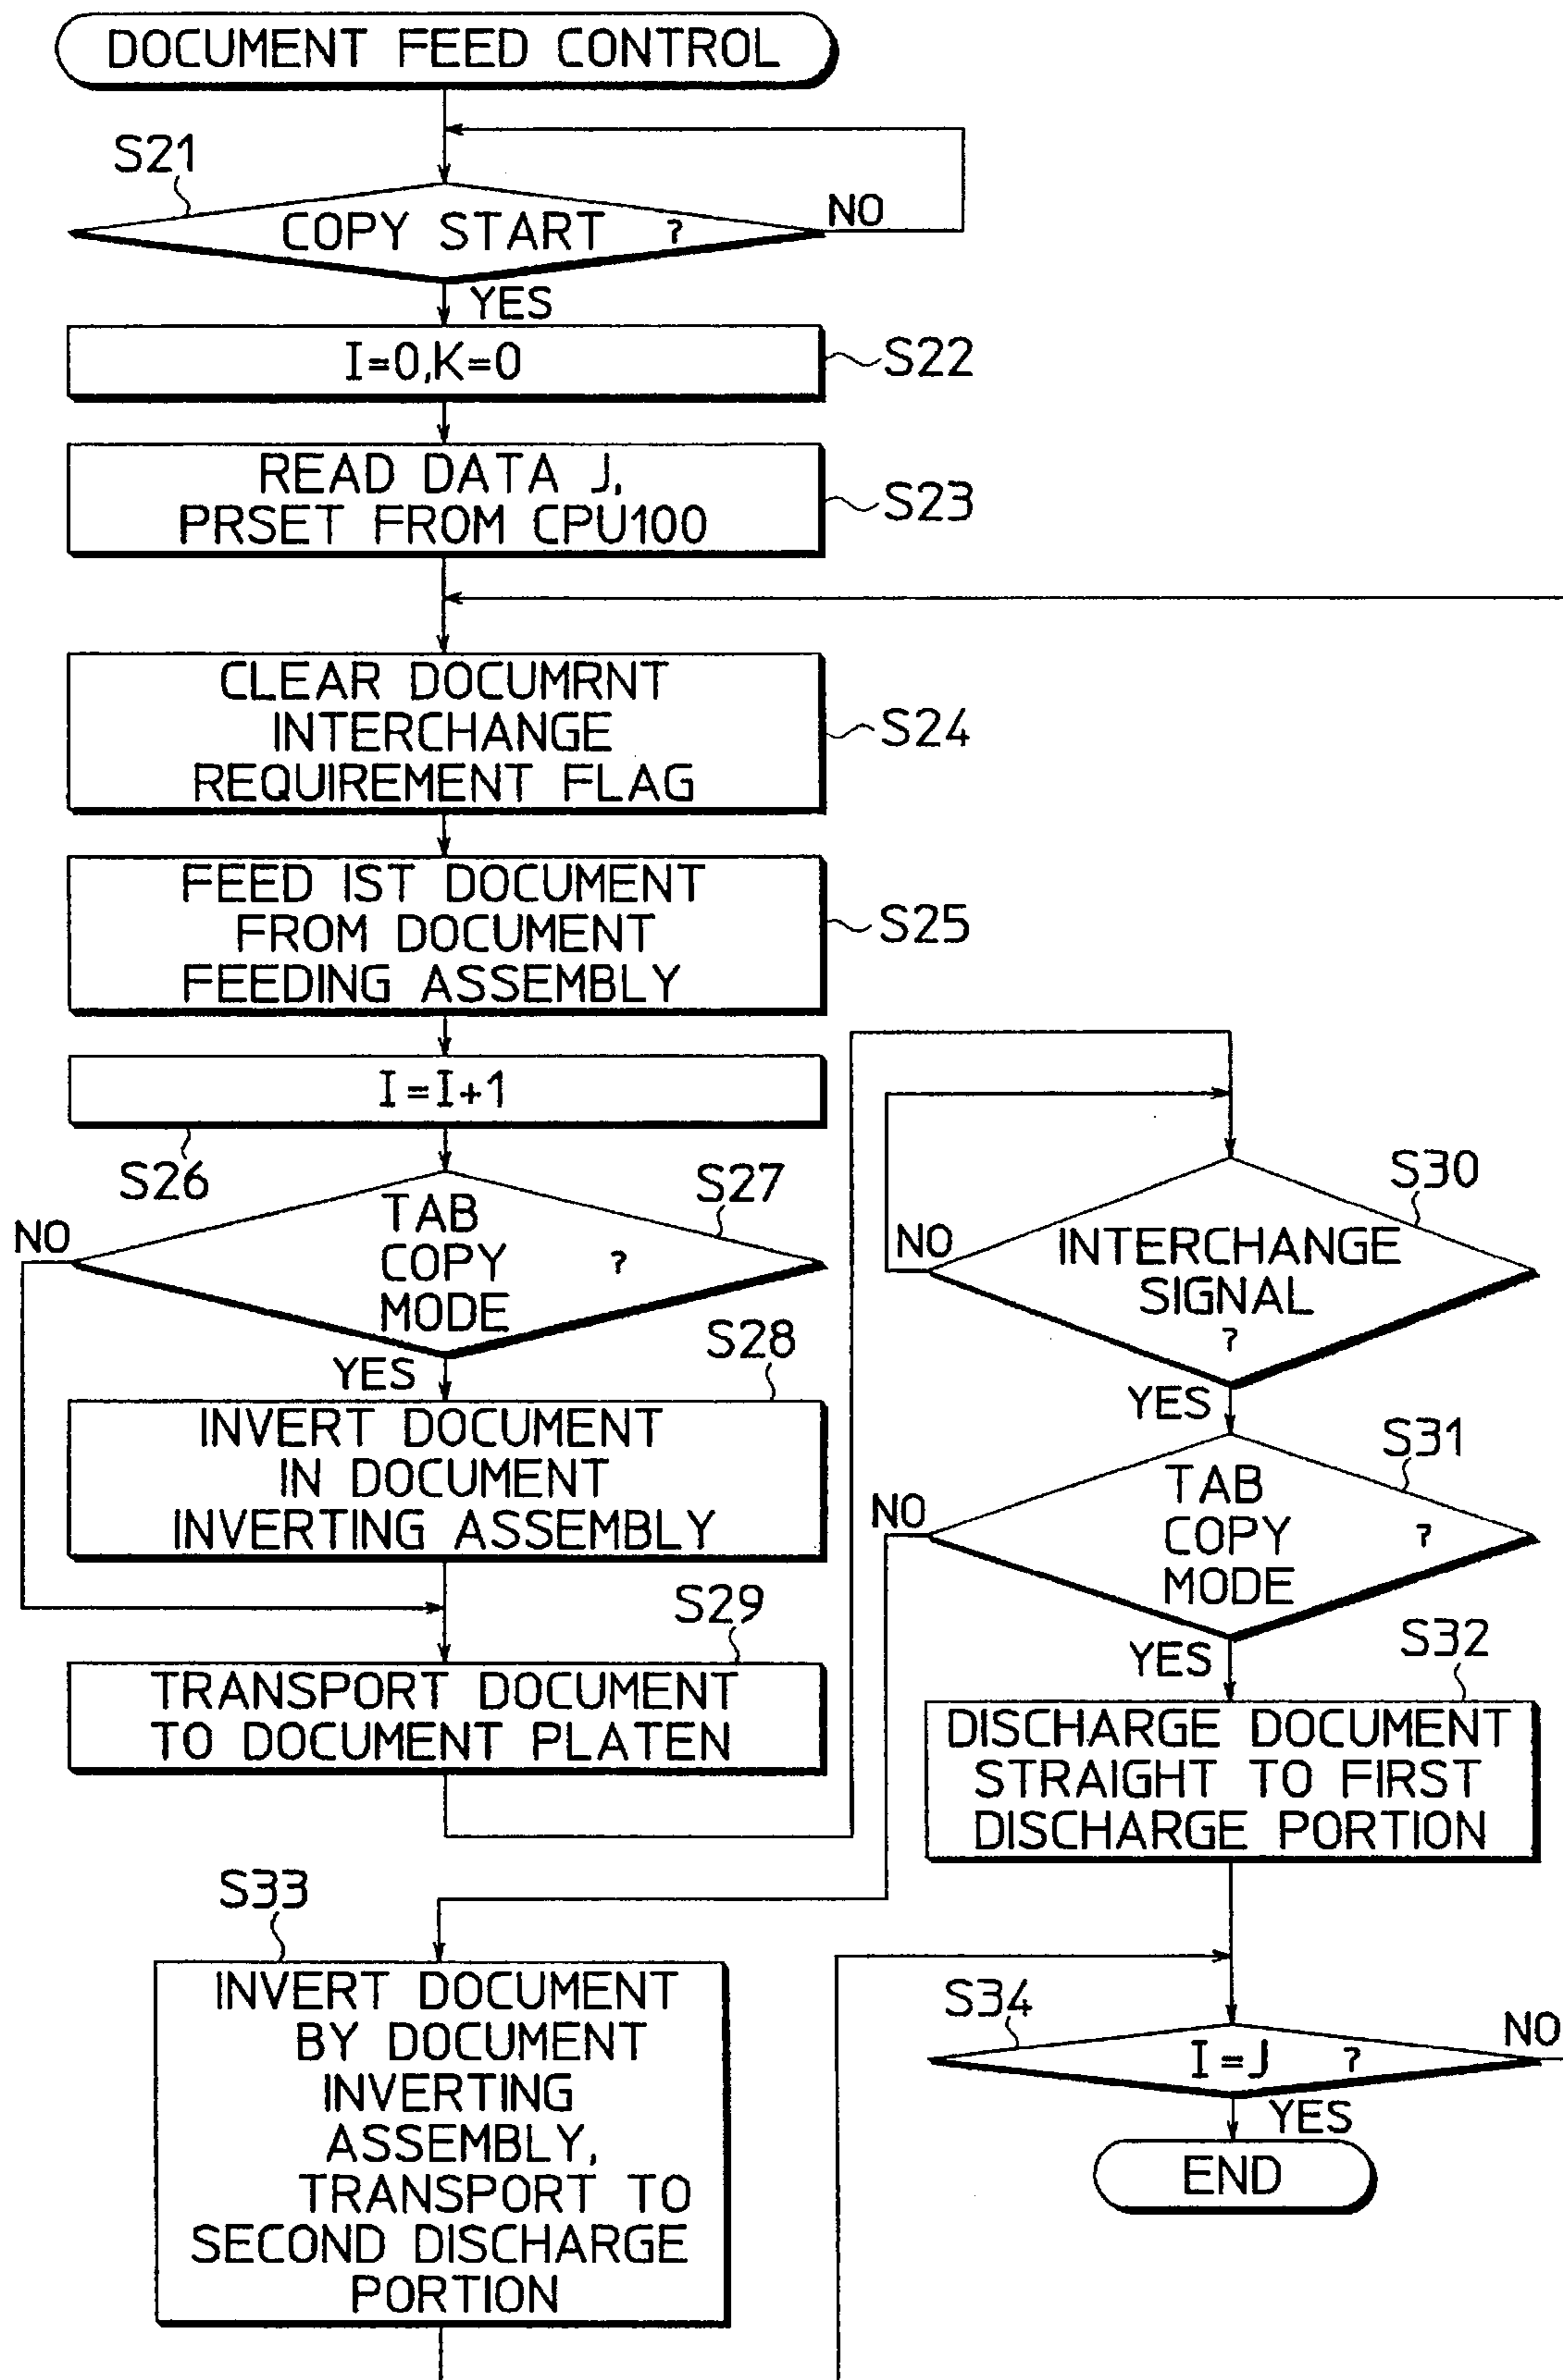 DOCUMENT FEED CONTROL
S21
COPY START ?
NO
YES
I=0,K=0
S22
READ DATA J,
PRSET FROM CPU100
S23
CLEAR DOCUMRNT
INTERCHANGE
REQUIREMENT FLAG
S24
FEED IST DOCUMENT
FROM DOCUMENT
FEEDING ASSEMBLY
S25
I=I+1
S26
S27
NO
TAB
COPY ?
MODE
YES
S28
INVERT DOCUMENT
IN DOCUMENT
INVERTING ASSEMBLY
S29
TRANSPORT DOCUMENT
TO DOCUMENT PLATEN
S30
NO
INTERCHANGE
SIGNAL
?
YES
S31
NO
TAB
COPY ?
MODE
YES
S32
DISCHARGE DOCUMENT
STRAIGHT TO FIRST
DISCHARGE PORTION
S33
INVERT DOCUMENT
BY DOCUMENT
INVERTING
ASSEMBLY,
TRANSPORT TO
SECOND DISCHARGE
PORTION
S34
I=J ?
NO
YES
END